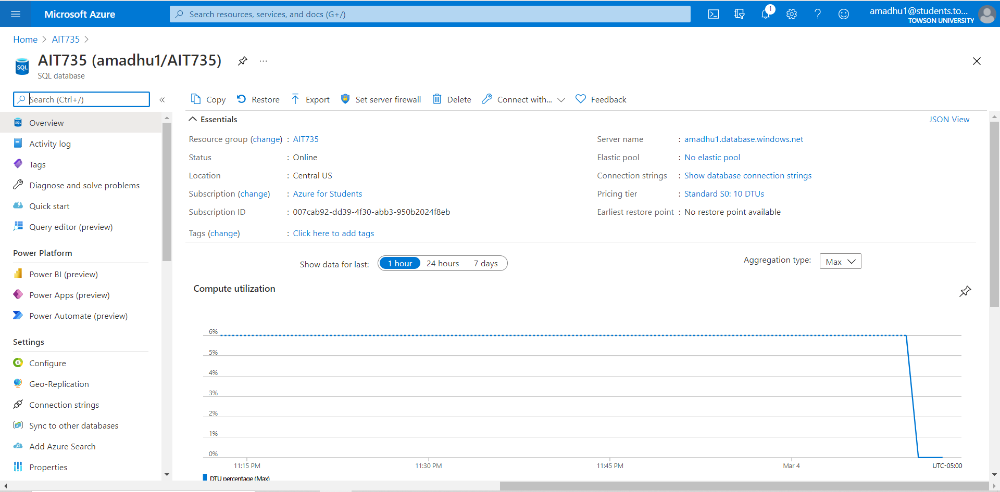 Microsoft Azure
Search resources, services, and docs (G+/)
1
amadhu1@students.to...
TOWSON UNIVERSITY
Home > AIT735 >
SQL
AIT735 (amadhu1/AIT735)
...
SQL database
Search (Ctrl+/)
«
Copy
Restore
Export
Set server firewall
Delete
Connect with...
Feedback
Overview
Activity log
Tags
Diagnose and solve problems
Quick start
Query editor (preview)
Power Platform
Power BI (preview)
Power Apps (preview)
Power Automate (preview)
Settings
Configure
Geo-Replication
Connection strings
Sync to other databases
Add Azure Search
Properties
Essentials
JSON View
Resource group (change) : AIT735
Status : Online
Location : Central US
Subscription (change) : Azure for Students
Subscription ID : 007cab92-dd39-4f30-abb3-950b2024f8eb
Tags (change) : Click here to add tags
Server name : amadhu1.database.windows.net
Elastic pool : No elastic pool
Connection strings : Show database connection strings
Pricing tier : Standard S0: 10 DTUs
Earliest restore point : No restore point available
Show data for last: 1 hour 24 hours 7 days
Aggregation type: Max
Compute utilization
6%
5%
4%
3%
2%
1%
0%
11:15 PM 11:30 PM 11:45 PM Mar 4 UTC-05:00
DTU percentage (Max)